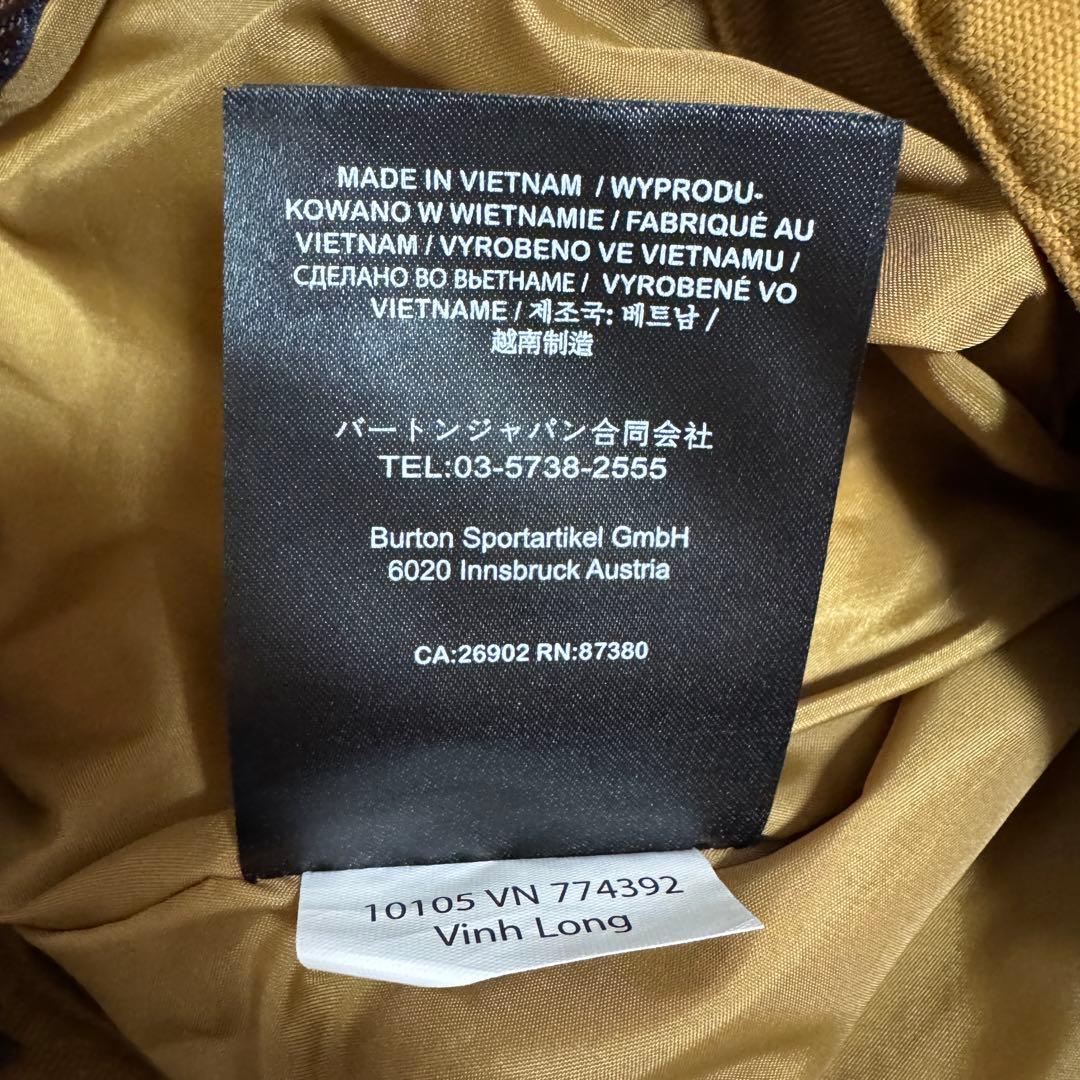 MADE IN VIETNAM / WYPRODU-
KOWANO W WIETNAMIE / FABRIQUÉ AU
VIETNAM / VYROBENO VE VIETNAMU /
СДЕЛАНО ВО ВЬЕТНАМЕ / VYROBENÉ VO
VIETNAME / 제조국: 베트남 /
越南制造
バートンジャパン合同会社
TEL:03-5738-2555
Burton Sportartikel GmbH
6020 Innsbruck Austria
CA:26902 RN:87380
10105 VN 774392
Vinh Long